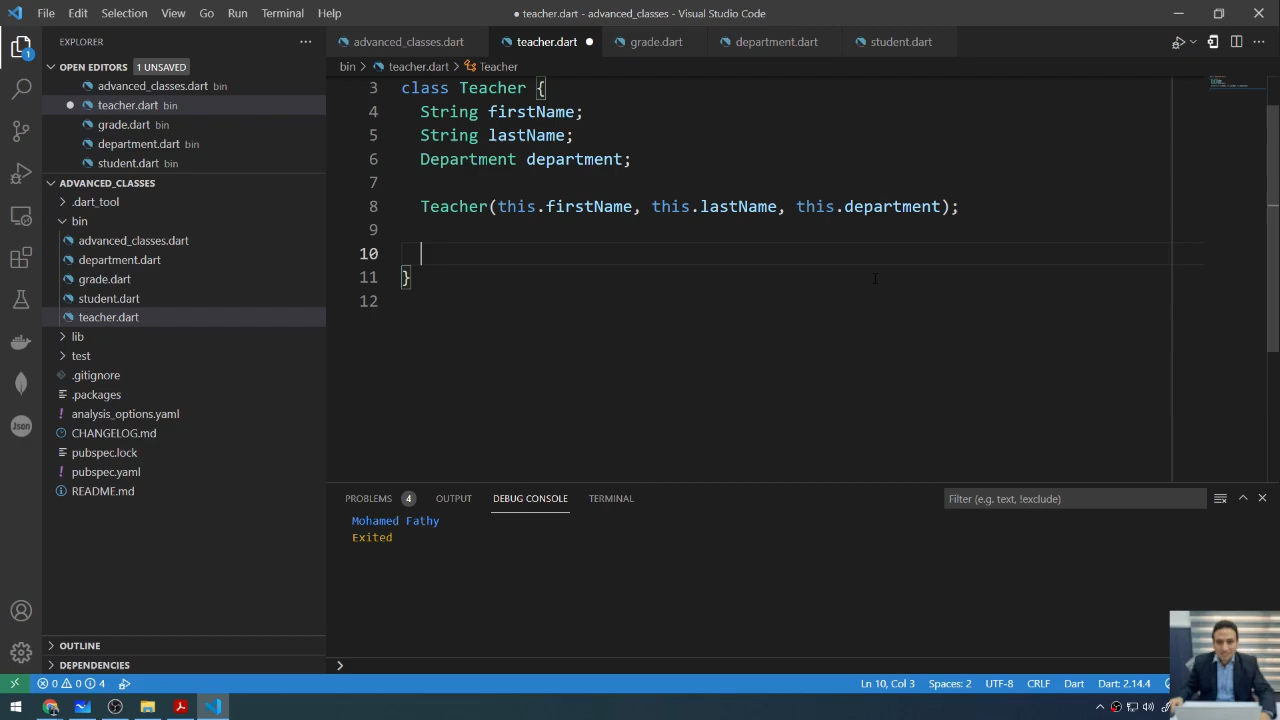 File Edit Selection View Go Run Terminal Help
● teacher.dart - advanced_classes - Visual Studio Code
EXPLORER
OPEN EDITORS 1 UNSAVED
advanced_classes.dart bin
teacher.dart bin
grade.dart bin
department.dart bin
student.dart bin
ADVANCED_CLASSES
.dart_tool
bin
advanced_classes.dart
department.dart
grade.dart
student.dart
teacher.dart
lib
test
.gitignore
.packages
analysis_options.yaml
CHANGELOG.md
pubspec.lock
pubspec.yaml
README.md
OUTLINE
DEPENDENCIES
advanced_classes.dart teacher.dart grade.dart department.dart student.dart
bin > teacher.dart > Teacher
3 class Teacher {
4 String firstName;
5 String lastName;
6 Department department;
7
8 Teacher(this.firstName, this.lastName, this.department);
9
10
11 }
12
PROBLEMS 4 OUTPUT DEBUG CONSOLE TERMINAL Filter (e.g. text, !exclude)
Mohamed Fathy
Exited
1
Json
0 0 4 Ln 10, Col 3 Spaces: 2 UTF-8 CRLF Dart Dart: 2.14.4